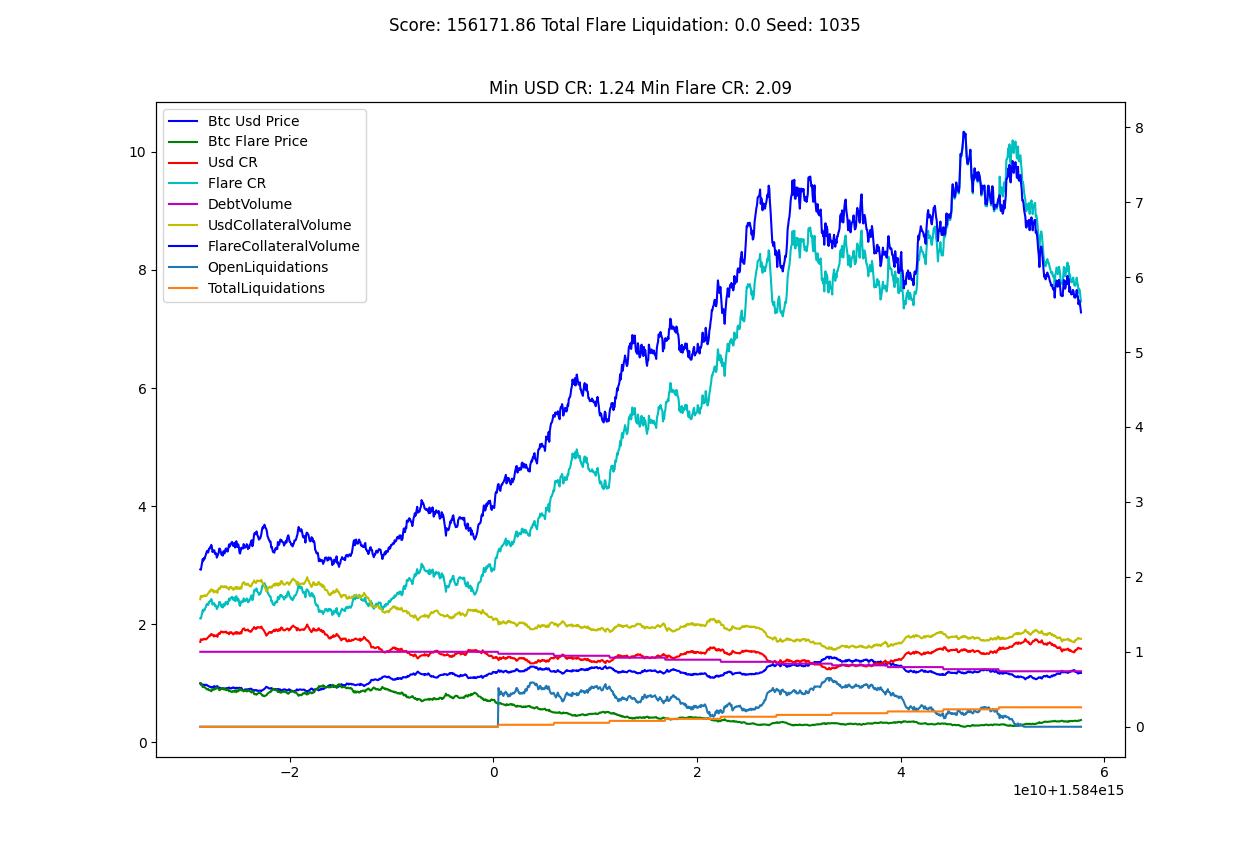 Score: 156171.86 Total Flare Liquidation: 0.0 Seed: 1035
Min USD CR: 1.24 Min Flare CR: 2.09
Btc Usd Price
Btc Flare Price
Usd CR
Flare CR
DebtVolume
UsdCollateralVolume
FlareCollateralVolume
OpenLiquidations
TotalLiquidations
10
8
6
4
2
0
8
7
6
5
4
3
2
1
0
−2 0 2 4 6
1e10+1.584e15